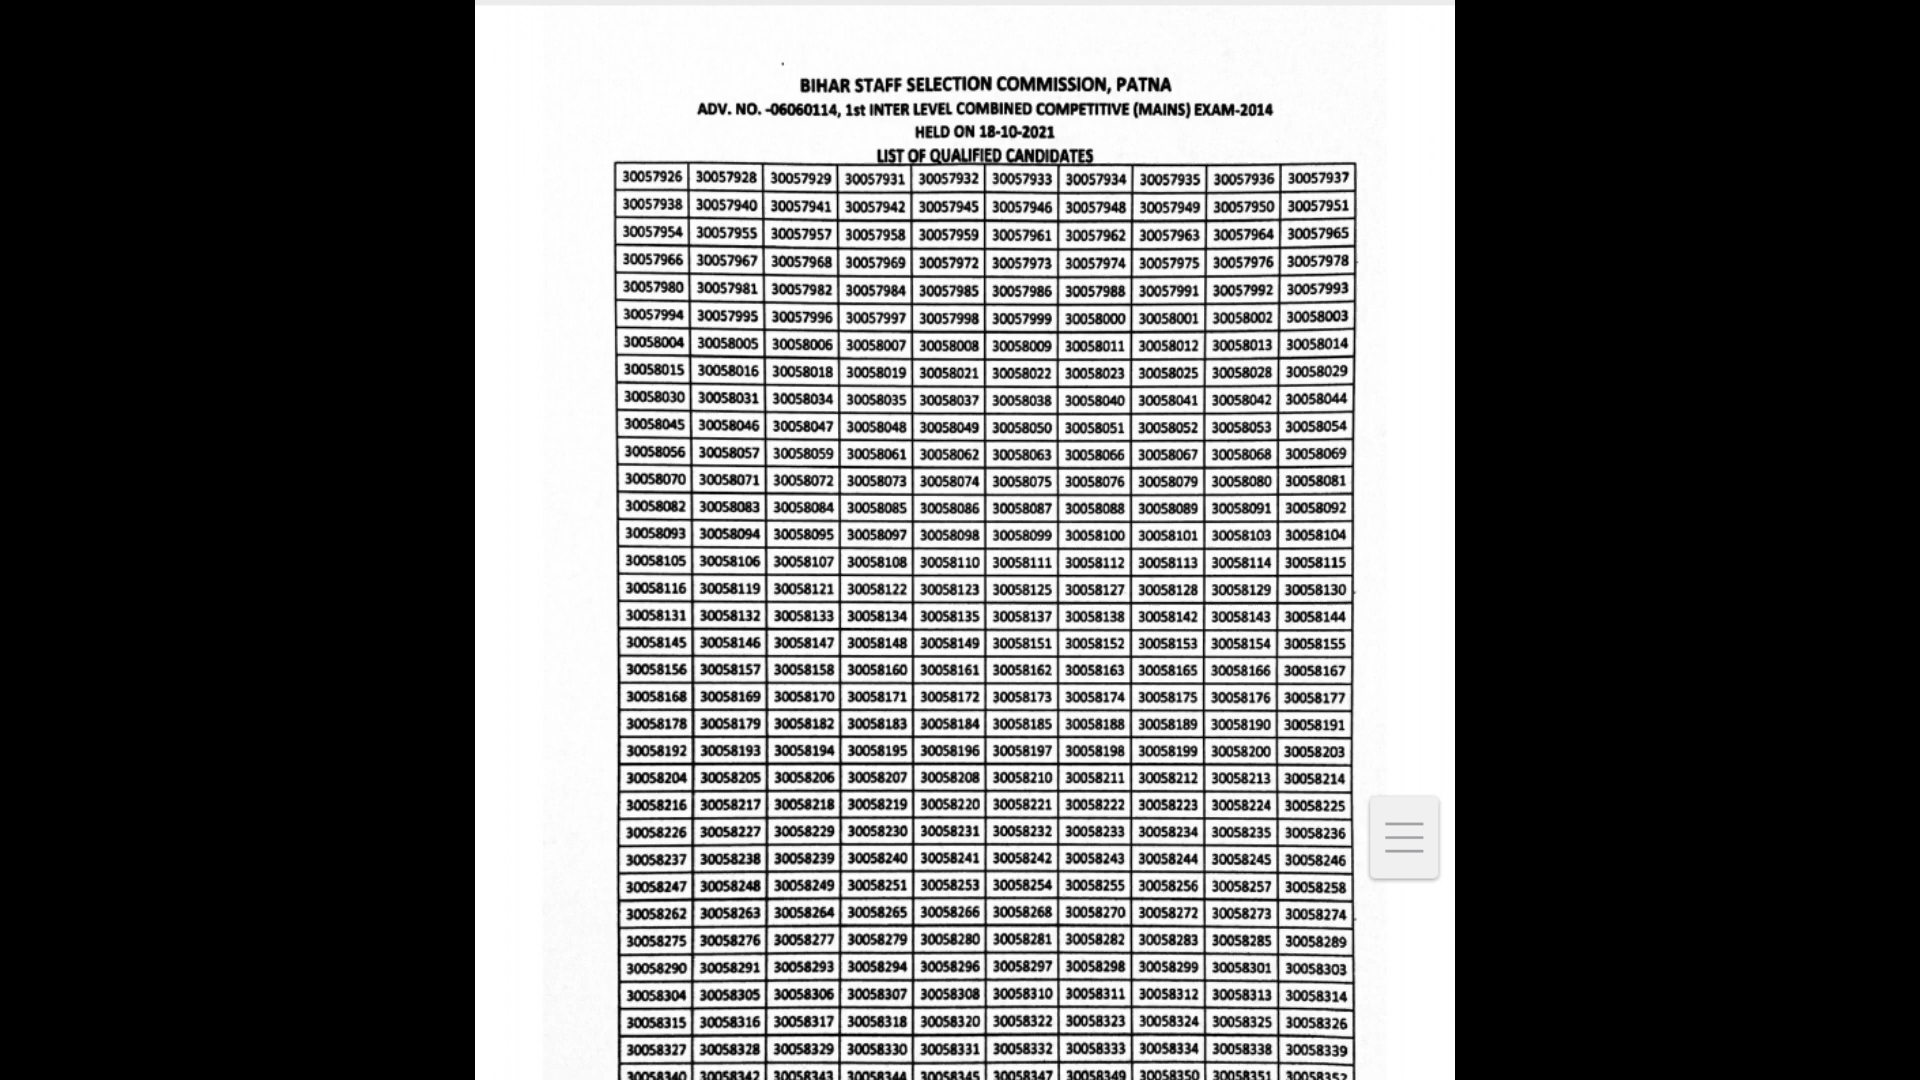 BIHAR STAFF SELECTION COMMISSION, PATNA
ADV. NO. -06060114, 1st INTER LEVEL COMBINED COMPETITIVE (MAINS) EXAM-2014
HELD ON 18-10-2021
LIST OF QUALIFIED CANDIDATES
30057926 30057928 30057929 30057931 30057932 30057933 30057934 30057935 30057936 30057937
30057938 30057940 30057941 30057942 30057945 30057946 30057948 30057949 30057950 30057951
30057954 30057955 30057957 30057958 30057959 30057961 30057962 30057963 30057964 30057965
30057966 30057967 30057968 30057969 30057972 30057973 30057974 30057975 30057976 30057978
30057980 30057981 30057982 30057984 30057985 30057986 30057988 30057991 30057992 30057993
30057994 30057995 30057996 30057997 30057998 30057999 30058000 30058001 30058002 30058003
30058004 30058005 30058006 30058007 30058008 30058009 30058011 30058012 30058013 30058014
30058015 30058016 30058018 30058019 30058021 30058022 30058023 30058025 30058028 30058029
30058030 30058031 30058034 30058035 30058037 30058038 30058040 30058041 30058042 30058044
30058045 30058046 30058047 30058048 30058049 30058050 30058051 30058052 30058053 30058054
30058056 30058057 30058059 30058061 30058062 30058063 30058066 30058067 30058068 30058069
30058070 30058071 30058072 30058073 30058074 30058075 30058076 30058079 30058080 30058081
30058082 30058083 30058084 30058085 30058086 30058087 30058088 30058089 30058091 30058092
30058093 30058094 30058095 30058097 30058098 30058099 30058100 30058101 30058103 30058104
30058105 30058106 30058107 30058108 30058110 30058111 30058112 30058113 30058114 30058115
30058116 30058119 30058121 30058122 30058123 30058125 30058127 30058128 30058129 30058130
30058131 30058132 30058133 30058134 30058135 30058137 30058138 30058142 30058143 30058144
30058145 30058146 30058147 30058148 30058149 30058151 30058152 30058153 30058154 30058155
30058156 30058157 30058158 30058160 30058161 30058162 30058163 30058165 30058166 30058167
30058168 30058169 30058170 30058171 30058172 30058173 30058174 30058175 30058176 30058177
30058178 30058179 30058182 30058183 30058184 30058185 30058188 30058189 30058190 30058191
30058192 30058193 30058194 30058195 30058196 30058197 30058198 30058199 30058200 30058203
30058204 30058205 30058206 30058207 30058208 30058210 30058211 30058212 30058213 30058214
30058216 30058217 30058218 30058219 30058220 30058221 30058222 30058223 30058224 30058225
30058226 30058227 30058229 30058230 30058231 30058232 30058233 30058234 30058235 30058236
30058237 30058238 30058239 30058240 30058241 30058242 30058243 30058244 30058245 30058246
30058247 30058248 30058249 30058251 30058253 30058254 30058255 30058256 30058257 30058258
30058262 30058263 30058264 30058265 30058266 30058268 30058270 30058272 30058273 30058274
30058275 30058276 30058277 30058279 30058280 30058281 30058282 30058283 30058285 30058289
30058290 30058291 30058293 30058294 30058296 30058297 30058298 30058299 30058301 30058303
30058304 30058305 30058306 30058307 30058308 30058310 30058311 30058312 30058313 30058314
30058315 30058316 30058317 30058318 30058320 30058322 30058323 30058324 30058325 30058326
30058327 30058328 30058329 30058330 30058331 30058332 30058333 30058334 30058338 30058339
30058340 30058342 30058343 30058344 30058345 30058347 30058349 30058350 30058351 30058352